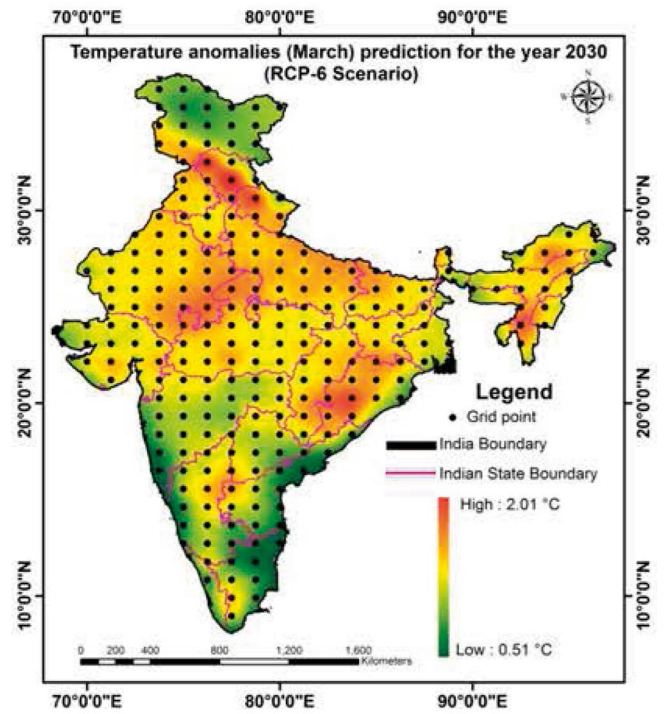 70°0'0"E 80°0'0"E 90°0'0"E
Temperature anomalies (March) prediction for the year 2030
(RCP-6 Scenario)
N
W E
S
30°0'0"N 30°0'0"N
20°0'0"N 20°0'0"N
10°0'0"N 10°0'0"N
Legend
Grid point
India Boundary
Indian State Boundary
High : 2.01 °C
Low : 0.51 °C
0 200 400 800 1,200 1,600
Kilometers
70°0'0"E 80°0'0"E 90°0'0"E